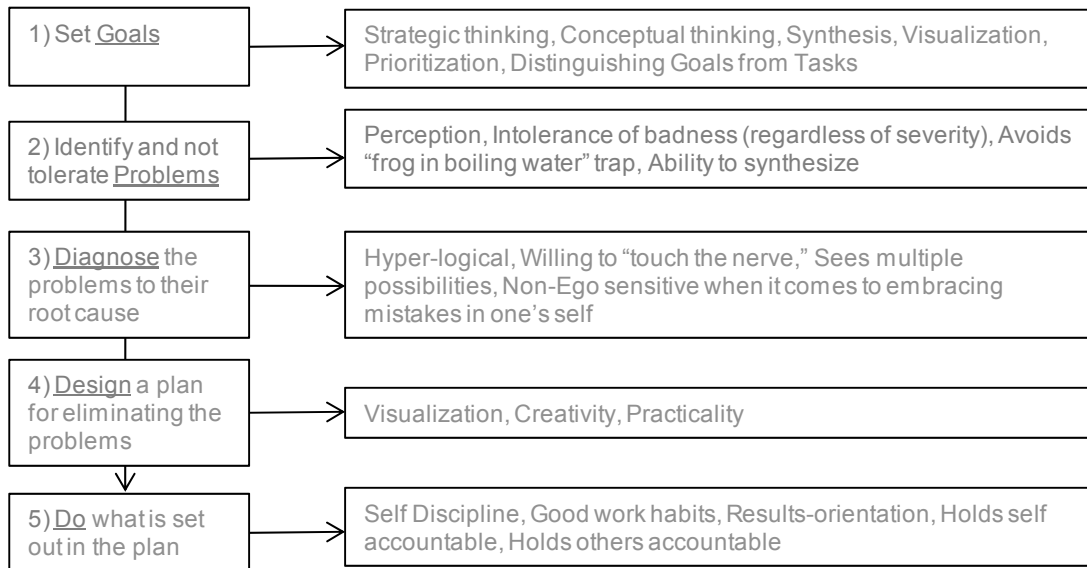 1) Set Goals
Strategic thinking, Conceptual thinking, Synthesis, Visualization,
Prioritization, Distinguishing Goals from Tasks
2) Identify and not
tolerate Problems
Perception, Intolerance of badness (regardless of severity), Avoids
“frog in boiling water” trap, Ability to synthesize
3) Diagnose the
problems to their
root cause
Hyper-logical, Willing to “touch the nerve,” Sees multiple
possibilities, Non-Ego sensitive when it comes to embracing
mistakes in one’s self
4) Design a plan
for eliminating the
problems
Visualization, Creativity, Practicality
5) Do what is set
out in the plan
Self Discipline, Good work habits, Results-orientation, Holds self
accountable, Holds others accountable